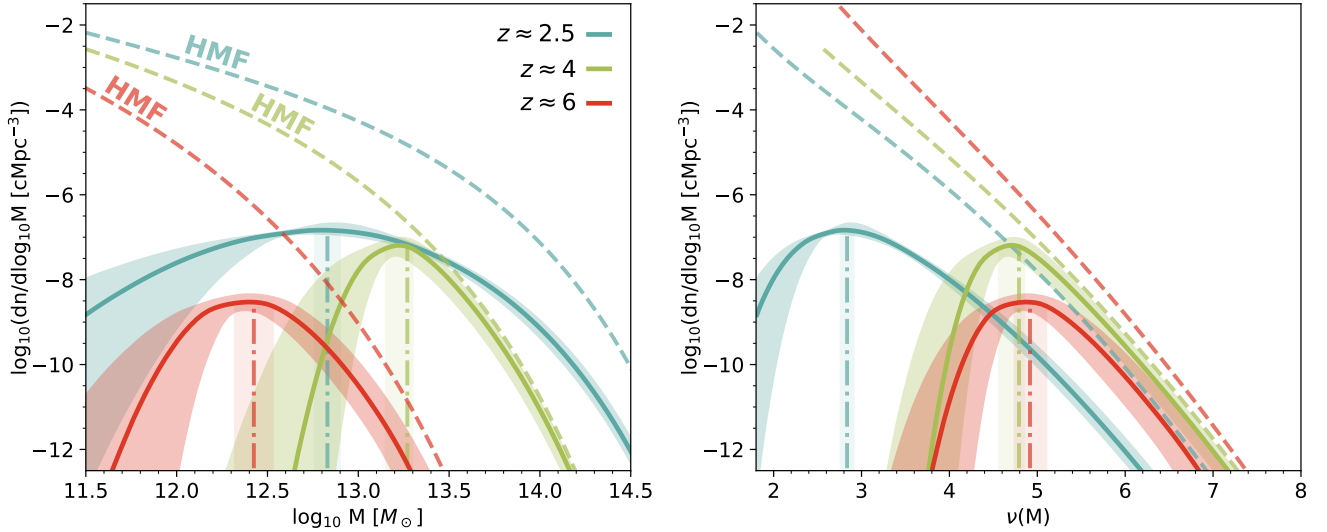 −2
−4
−6
−8
−10
−12
log₁₀(dn/dlog₁₀M [cMpc⁻³])
HMF
HMF
HMF
z ≈ 2.5
z ≈ 4
z ≈ 6
11.5 12.0 12.5 13.0 13.5 14.0 14.5
log₁₀ M [M⊙]
−2
−4
−6
−8
−10
−12
log₁₀(dn/dlog₁₀M [cMpc⁻³])
2 3 4 5 6 7 8
ν(M)